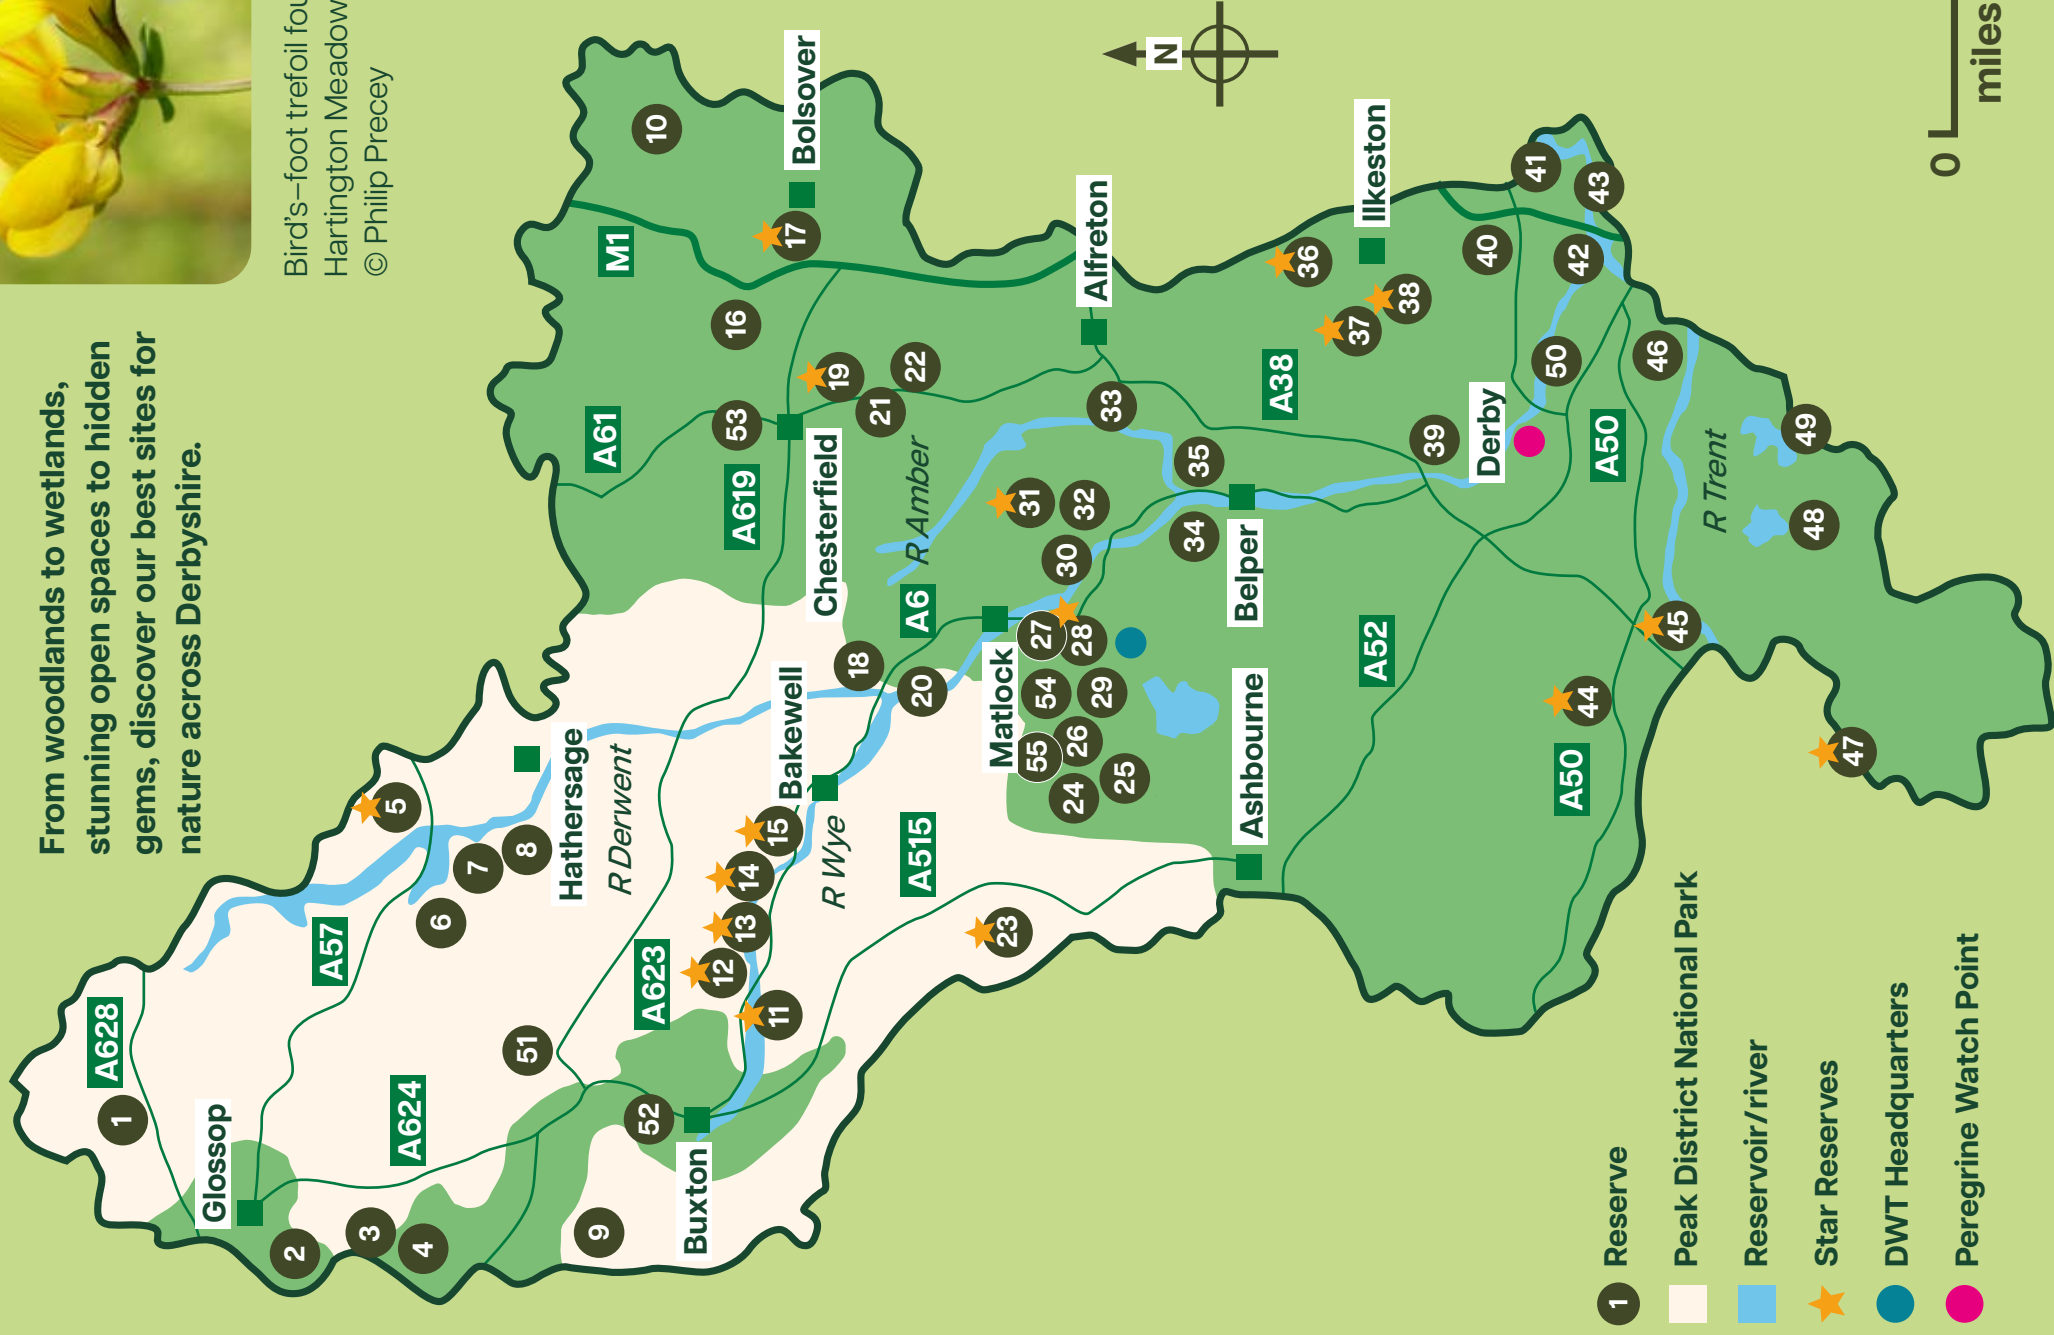 From woodlands to wetlands,
stunning open spaces to hidden
gems, discover our best sites for
nature across Derbyshire.
Bird's–foot trefoil fou
Hartington Meadow
© Philip Precey
1
A628
Glossop
2
3
4
A624
A57
5
6
7
8
Hathersage
R Derwent
51
9
52
Buxton
A623
11
12
13
14
15
R Wye
Bakewell
A515
23
A61
M1
10
Bolsover
17
16
53
A619
Chesterfield
19
21
22
18
20
A6
R Amber
Matlock
27
28
54
29
55
26
24
25
30
31
32
33
Alfreton
34
35
Belper
Ashbourne
A52
A38
36
37
38
Ilkeston
39
Derby
40
41
42
43
50
A50
46
R Trent
49
48
45
44
A50
47
N
0
miles
1 Reserve
Peak District National Park
Reservoir/river
Star Reserves
DWT Headquarters
Peregrine Watch Point